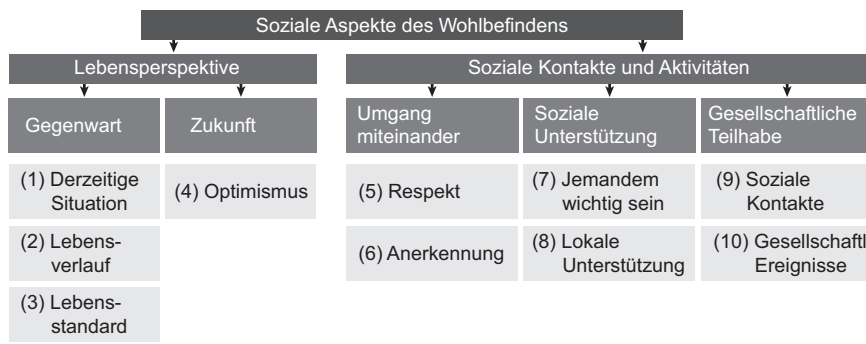 Soziale Aspekte des Wohlbefindens
Lebensperspektive
Soziale Kontakte und Aktivitäten
Gegenwart
Zukunft
Umgang
miteinander
Soziale
Unterstützung
Gesellschaftliche
Teilhabe
(1) Derzeitige
Situation
(2) Lebens-
verlauf
(3) Lebens-
standard
(4) Optimismus
(5) Respekt
(6) Anerkennung
(7) Jemandem
wichtig sein
(8) Lokale
Unterstützung
(9) Soziale
Kontakte
(10) Gesellschaftl
Ereignisse